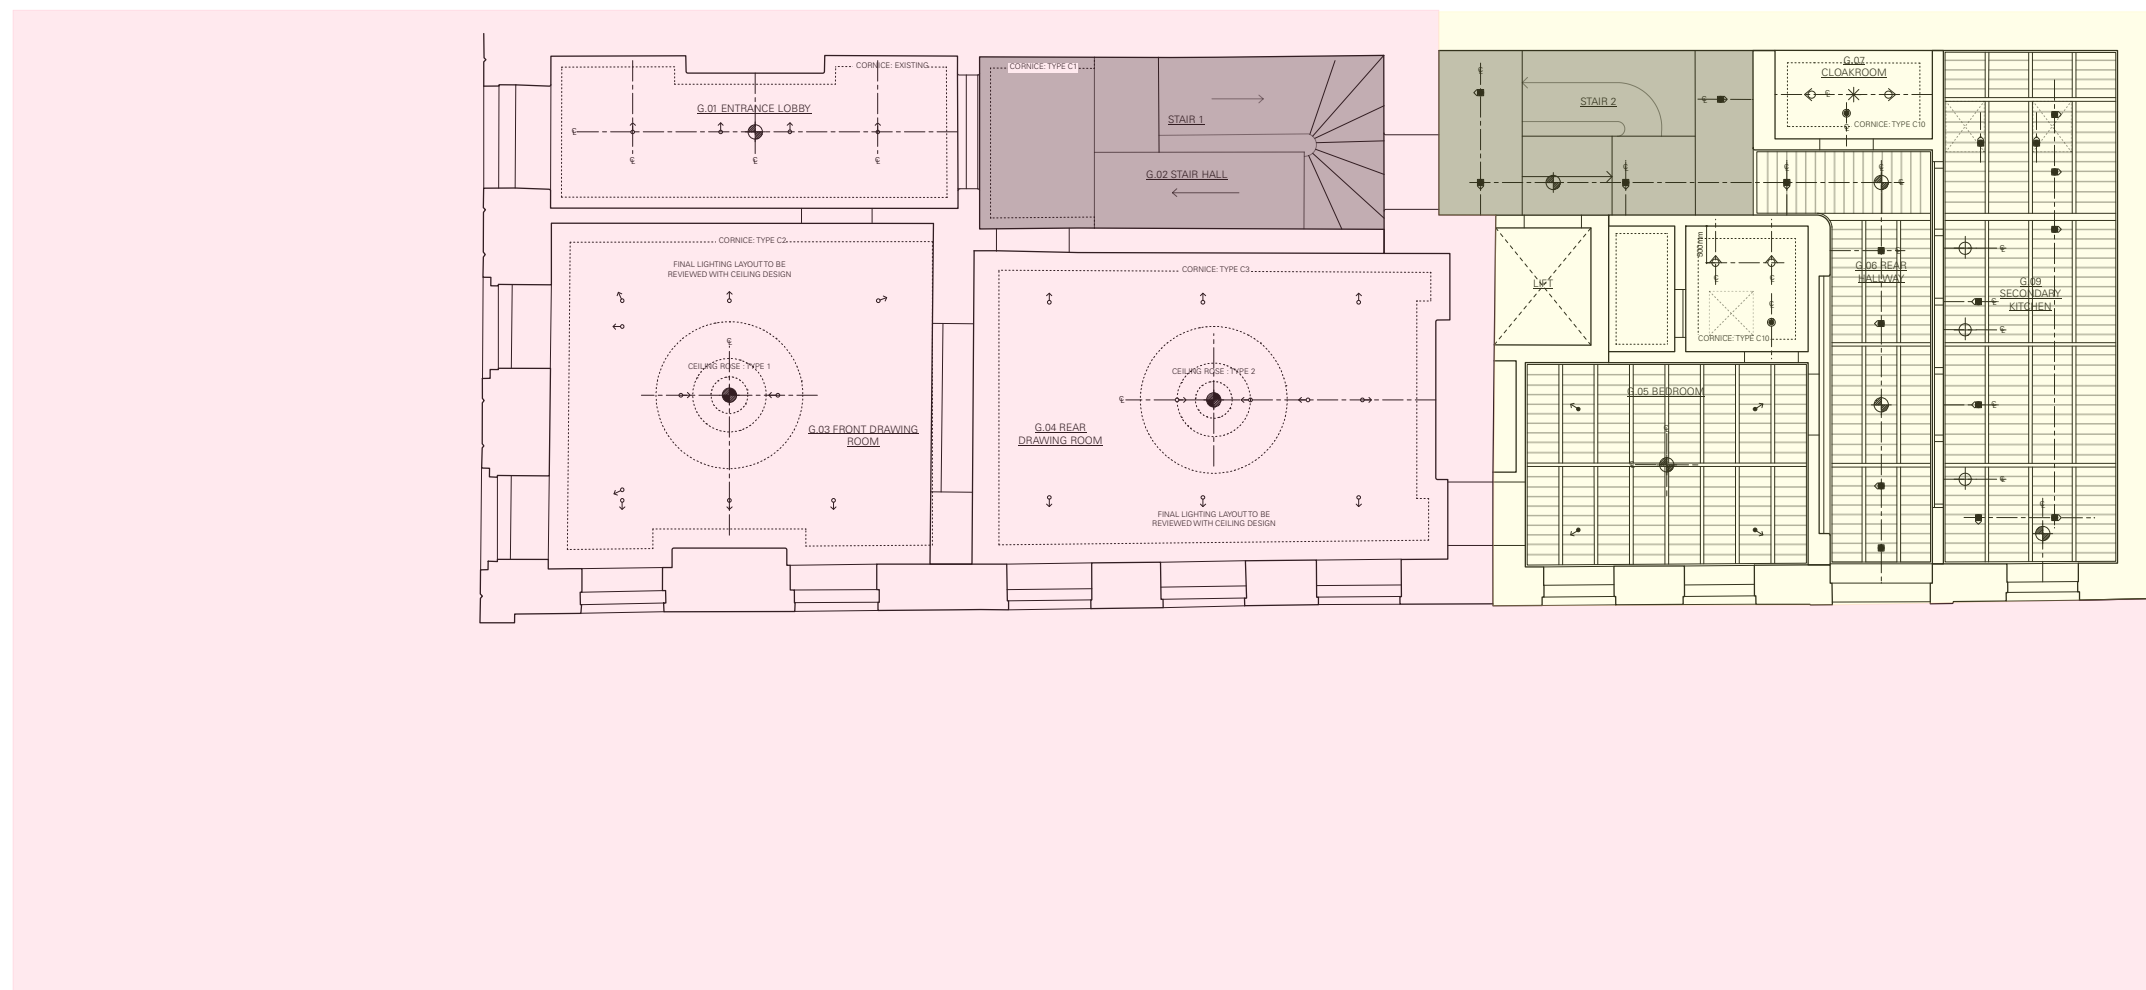 CORNICE: EXISTING
G.01 ENTRANCE LOBBY
CORNICE: TYPE C1
STAIR 1
G.02 STAIR HALL
STAIR 2
G.07
CLOAKROOM
CORNICE: TYPE C10
CORNICE: TYPE C2
FINAL LIGHTING LAYOUT TO BE
REVIEWED WITH CEILING DESIGN
CEILING ROSE : TYPE 1
G.03 FRONT DRAWING
ROOM
CORNICE: TYPE C3
CEILING ROSE : TYPE 2
G.04 REAR
DRAWING ROOM
FINAL LIGHTING LAYOUT TO BE
REVIEWED WITH CEILING DESIGN
LIFT
500mm
CORNICE: TYPE C10
G.06 REAR
HALLWAY
G.09
SECONDARY
KITCHEN
G.05 BEDROOM